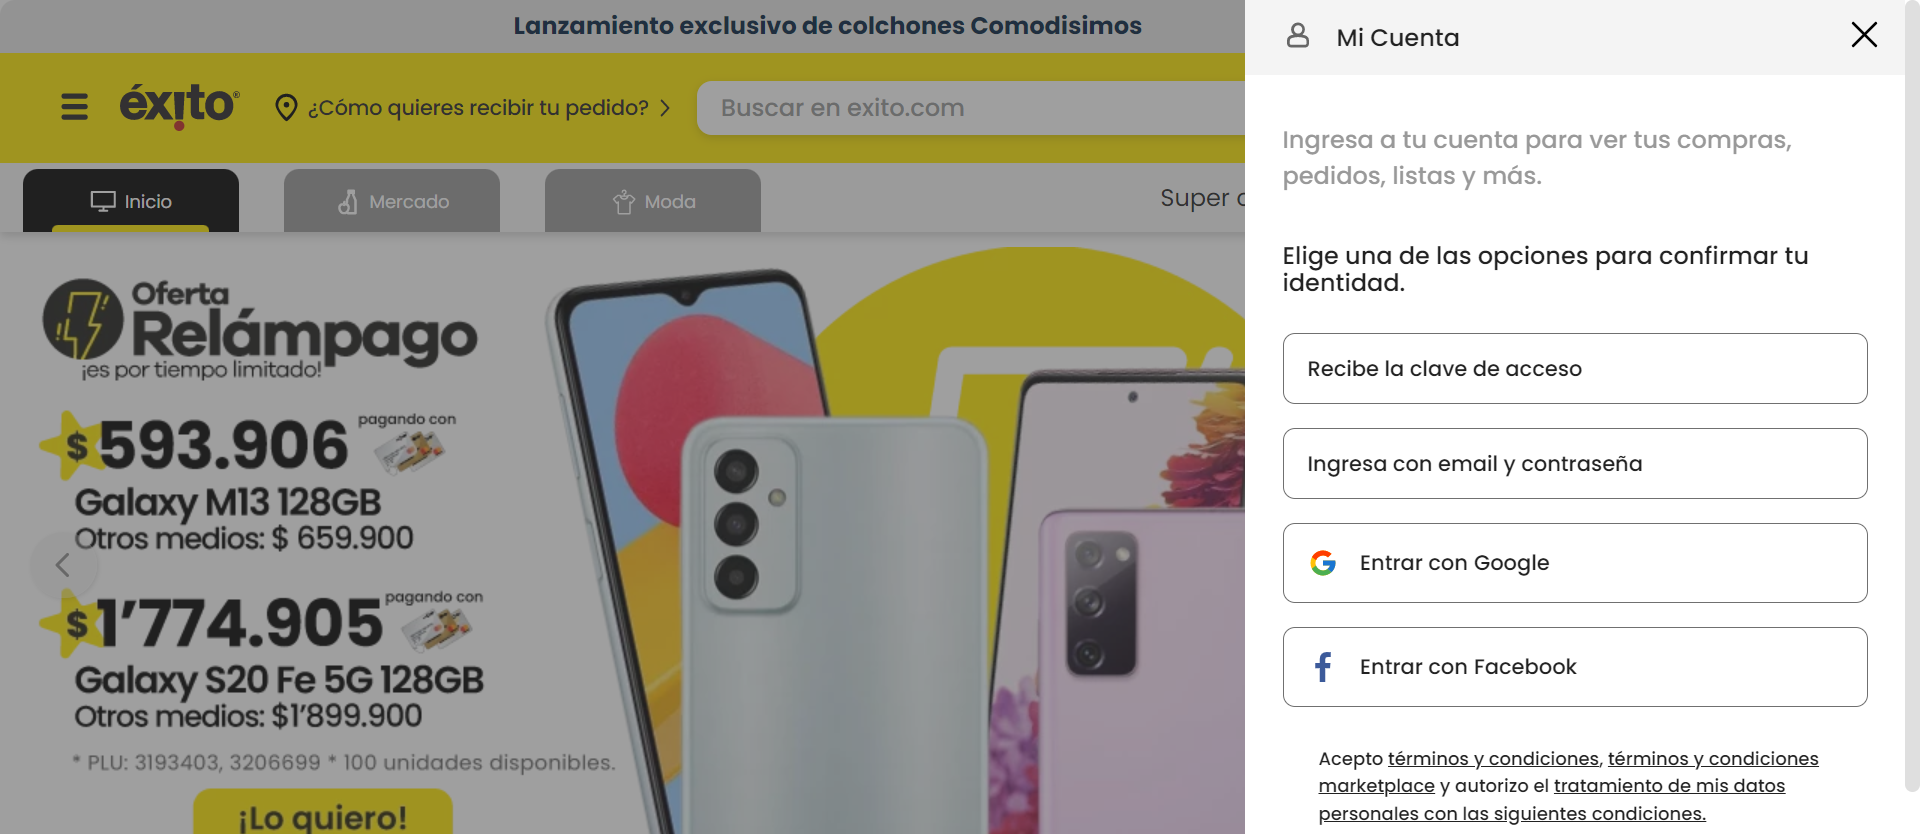 Lanzamiento exclusivo de colchones Comodisimos
éxito
¿Cómo quieres recibir tu pedido?
Buscar en exito.com
Inicio
Mercado
Moda
Super
Oferta
Relámpago
¡es por tiempo limitado!
$593.906
pagando con
Galaxy M13 128GB
Otros medios: $ 659.900
$1’774.905
pagando con
Galaxy S20 Fe 5G 128GB
Otros medios: $1’899.900
* PLU: 3193403, 3206699 * 100 unidades disponibles.
¡Lo quiero!
Mi Cuenta
Ingresa a tu cuenta para ver tus compras,
pedidos, listas y más.
Elige una de las opciones para confirmar tu
identidad.
Recibe la clave de acceso
Ingresa con email y contraseña
Entrar con Google
Entrar con Facebook
Acepto términos y condiciones, términos y condiciones
marketplace y autorizo el tratamiento de mis datos
personales con las siguientes condiciones.